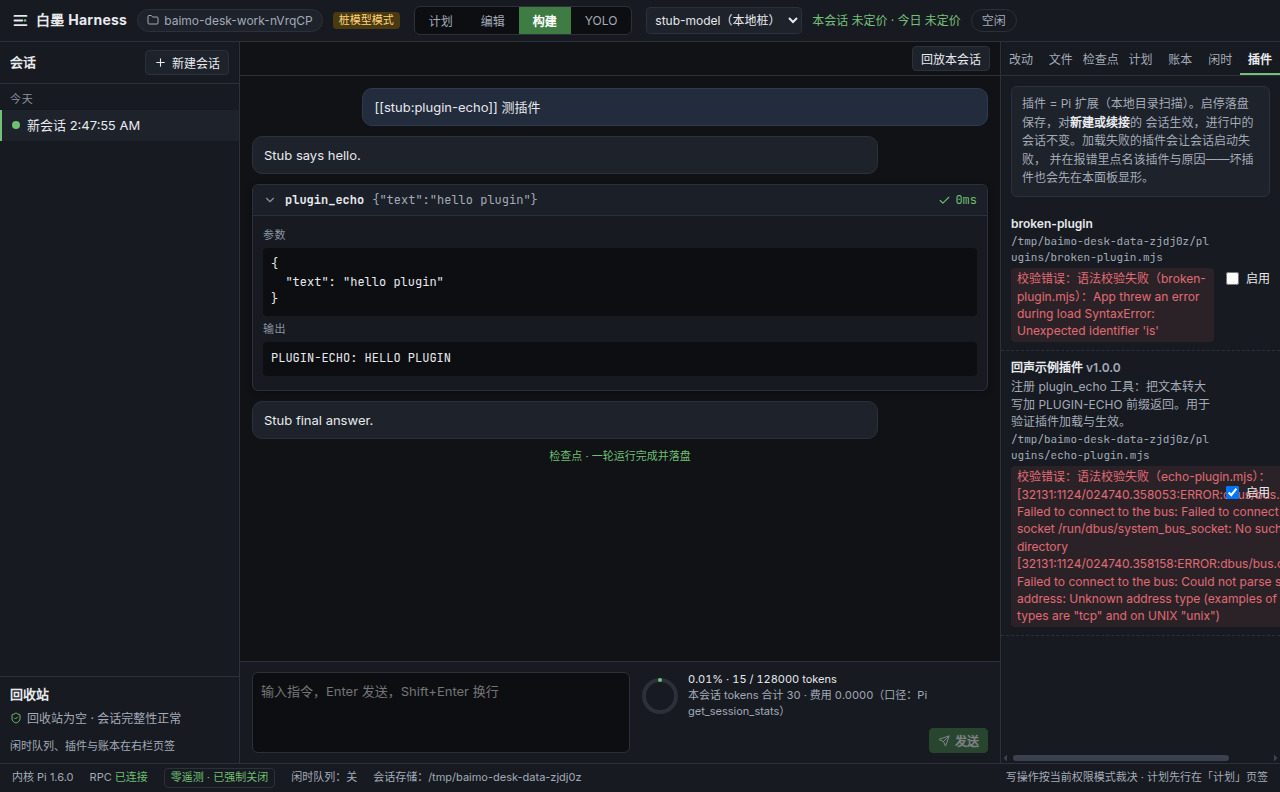 白墨 Harness
baimo-desk-work-nVrqCP
桩模型模式
计划
编辑
构建
YOLO
stub-model（本地桩）
本会话 未定价 · 今日 未定价
空闲
会话
新建会话
今天
新会话 2:47:55 AM
回收站
回收站为空 · 会话完整性正常
闲时队列、插件与账本在右栏页签
回放本会话
[[stub:plugin-echo]] 测插件
Stub says hello.
plugin_echo {"text":"hello plugin"}
0ms
参数
{
"text": "hello plugin"
}
输出
PLUGIN-ECHO: HELLO PLUGIN
Stub final answer.
检查点 · 一轮运行完成并落盘
输入指令，Enter 发送，Shift+Enter 换行
0.01% · 15 / 128000 tokens
本会话 tokens 合计 30 · 费用 0.0000（口径：Pi
get_session_stats）
发送
改动
文件
检查点
计划
账本
闲时
插件
插件 = Pi 扩展（本地目录扫描）。启停落盘
保存，对新建或续接的 会话生效，进行中的
会话不变。加载失败的插件会让会话启动失
败， 并在报错里点名该插件与原因——坏插
件也会先在本面板显形。
broken-plugin
/tmp/baimo-desk-data-zjdj0z/pl
ugins/broken-plugin.mjs
校验错误：语法校验失败（broken-
plugin.mjs）：App threw an error
during load SyntaxError:
Unexpected identifier 'is'
启用
回声示例插件 v1.0.0
注册 plugin_echo 工具：把文本转大
写加 PLUGIN-ECHO 前缀返回。用于
验证插件加载与生效。
/tmp/baimo-desk-data-zjdj0z/pl
ugins/echo-plugin.mjs
校验错误：语法校验失败（echo-plugin.mjs）：
[32131:1124/024740.358053:ERROR:
启用
Failed to connect to the bus: Failed to connect
socket /run/dbus/system_bus_socket: No such
directory
[32131:1124/024740.358158:ERROR:dbus/bus.
Failed to connect to the bus: Could not parse s
address: Unknown address type (examples of
types are "tcp" and on UNIX "unix")
内核 Pi 1.6.0
RPC 已连接
零遥测 · 已强制关闭
闲时队列：关
会话存储：/tmp/baimo-desk-data-zjdj0z
写操作按当前权限模式裁决 · 计划先行在「计划」页签